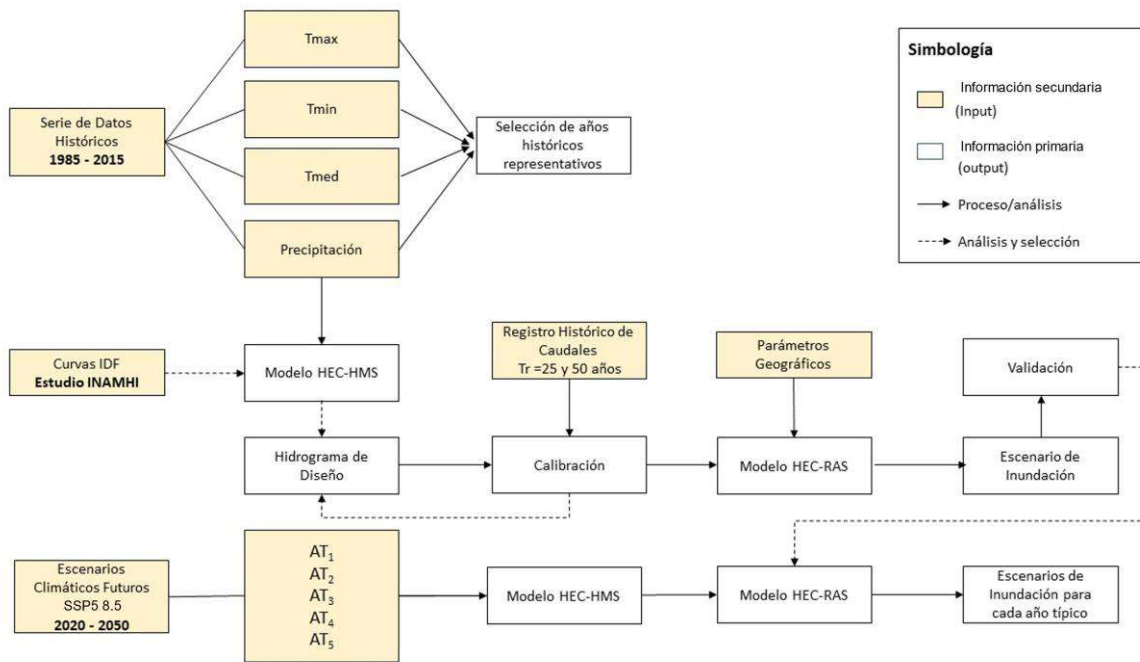 Tmax
Tmin
Tmed
Precipitación
Serie de Datos
Históricos
1985 - 2015
Selección de años
históricos
representativos
Simbología
Información secundaria
(Input)
Información primaria
(output)
Proceso/análisis
Análisis y selección
Curvas IDF
Estudio INAMHI
Modelo HEC-HMS
Registro Histórico de
Caudales
Tr =25 y 50 años
Parámetros
Geográficos
Validación
Hidrograma de
Diseño
Calibración
Modelo HEC-RAS
Escenario de
Inundación
Escenarios
Climáticos Futuros
SSP5 8.5
2020 - 2050
AT₁
AT₂
AT₃
AT₄
AT₅
Modelo HEC-HMS
Modelo HEC-RAS
Escenarios de
Inundación para
cada año típico